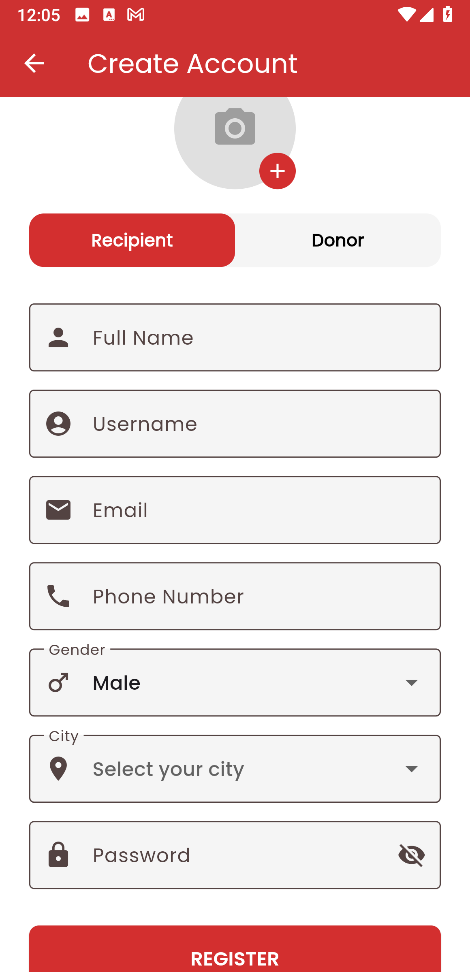 12:05
Create Account
Recipient Donor
Full Name
Username
Email
Phone Number
Gender
Male
City
Select your city
Password
REGISTER